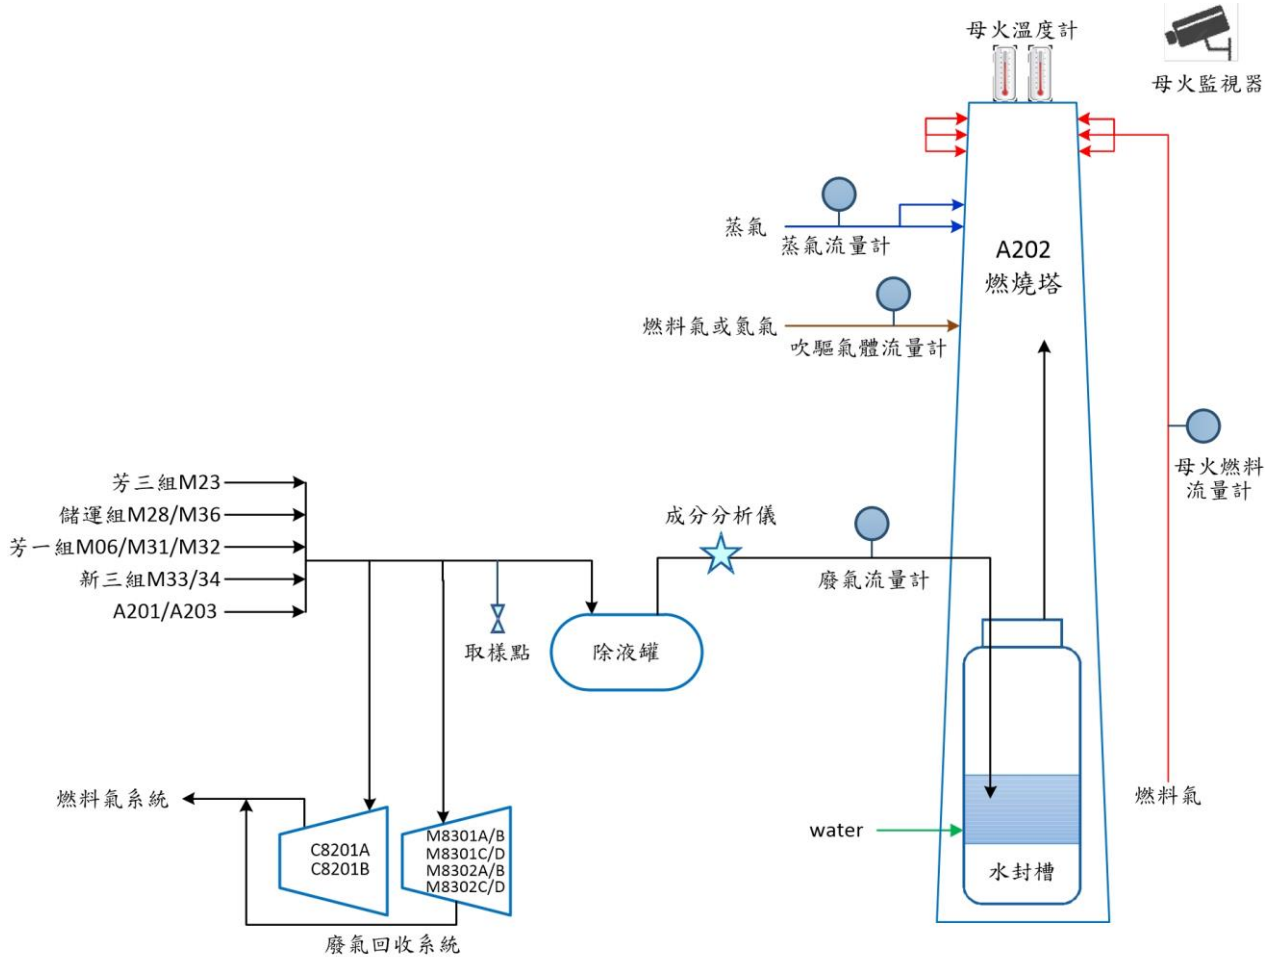 母火溫度計
母火監視器
蒸氣
蒸氣流量計
A202
燃燒塔
燃料氣或氮氣
吹驅氣體流量計
母火燃料
流量計
芳三組M23
儲運組M28/M36
芳一組M06/M31/M32
新三組M33/34
A201/A203
成分分析儀
廢氣流量計
取樣點
除液罐
燃料氣系統
燃料氣
C8201A
C8201B
M8301A/B
M8301C/D
M8302A/B
M8302C/D
water
水封槽
廢氣回收系統